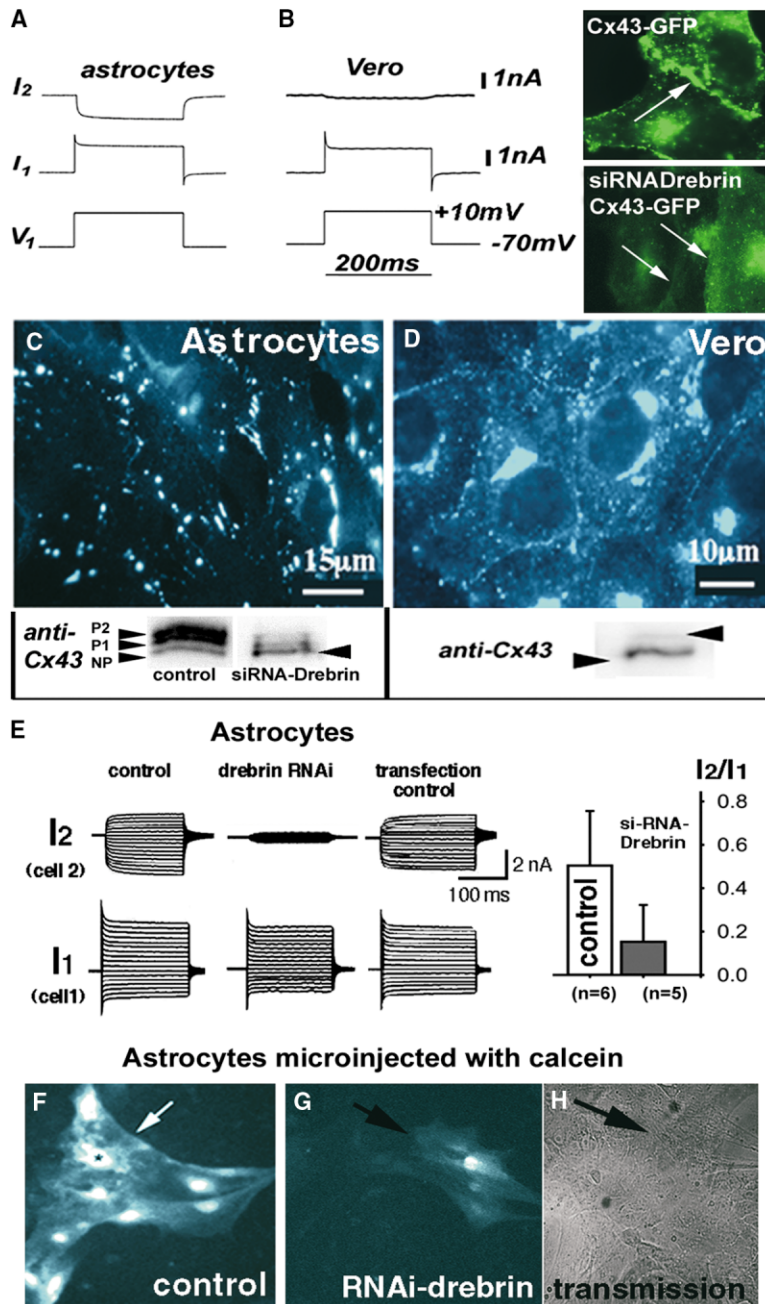 A
B
astrocytes
Vero
I2
1nA
I1
1nA
V1
+10mV
-70mV
200ms
Cx43-GFP
siRNADrebrin
Cx43-GFP
C
Astrocytes
15µm
D
Vero
10µm
anti-
Cx43
P2
P1
NP
control
siRNA-Drebrin
anti-Cx43
E
Astrocytes
control
drebrin RNAi
transfection
control
I2
(cell 2)
2 nA
100 ms
I1
(cell1)
I2/I1
0.8
0.6
0.4
0.2
0.0
si-RNA-
Drebrin
control
(n=6)
(n=5)
Astrocytes microinjected with calcein
F
*
control
G
RNAi-drebrin
H
transmission